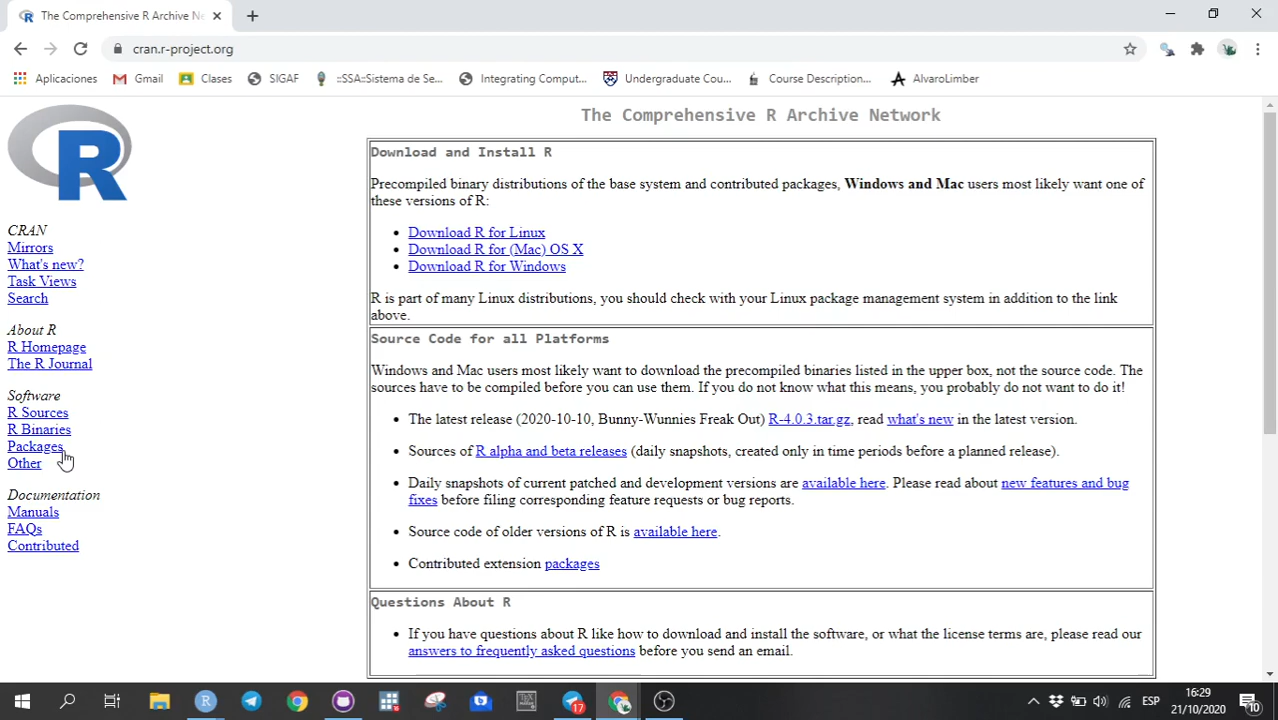 The Comprehensive R Archive Ne
cran.r-project.org
Aplicaciones
Gmail
Clases
SIGAF
::SSA::Sistema de Se...
Integrating Comput...
Undergraduate Cou...
Course Description...
AlvaroLimber
R
CRAN
Mirrors
What's new?
Task Views
Search
About R
R Homepage
The R Journal
Software
R Sources
R Binaries
Packages
Other
Documentation
Manuals
FAQs
Contributed
The Comprehensive R Archive Network
Download and Install R
Precompiled binary distributions of the base system and contributed packages, Windows and Mac users most likely want one of
these versions of R:
• Download R for Linux
• Download R for (Mac) OS X
• Download R for Windows
R is part of many Linux distributions, you should check with your Linux package management system in addition to the link
above.
Source Code for all Platforms
Windows and Mac users most likely want to download the precompiled binaries listed in the upper box, not the source code. The
sources have to be compiled before you can use them. If you do not know what this means, you probably do not want to do it!
• The latest release (2020-10-10, Bunny-Wunnies Freak Out) R-4.0.3.tar.gz, read what's new in the latest version.
• Sources of R alpha and beta releases (daily snapshots, created only in time periods before a planned release).
• Daily snapshots of current patched and development versions are available here. Please read about new features and bug
fixes before filing corresponding feature requests or bug reports.
• Source code of older versions of R is available here.
• Contributed extension packages
Questions About R
• If you have questions about R like how to download and install the software, or what the license terms are, please read our
answers to frequently asked questions before you send an email.
17
ESP
16:29
21/10/2020
10